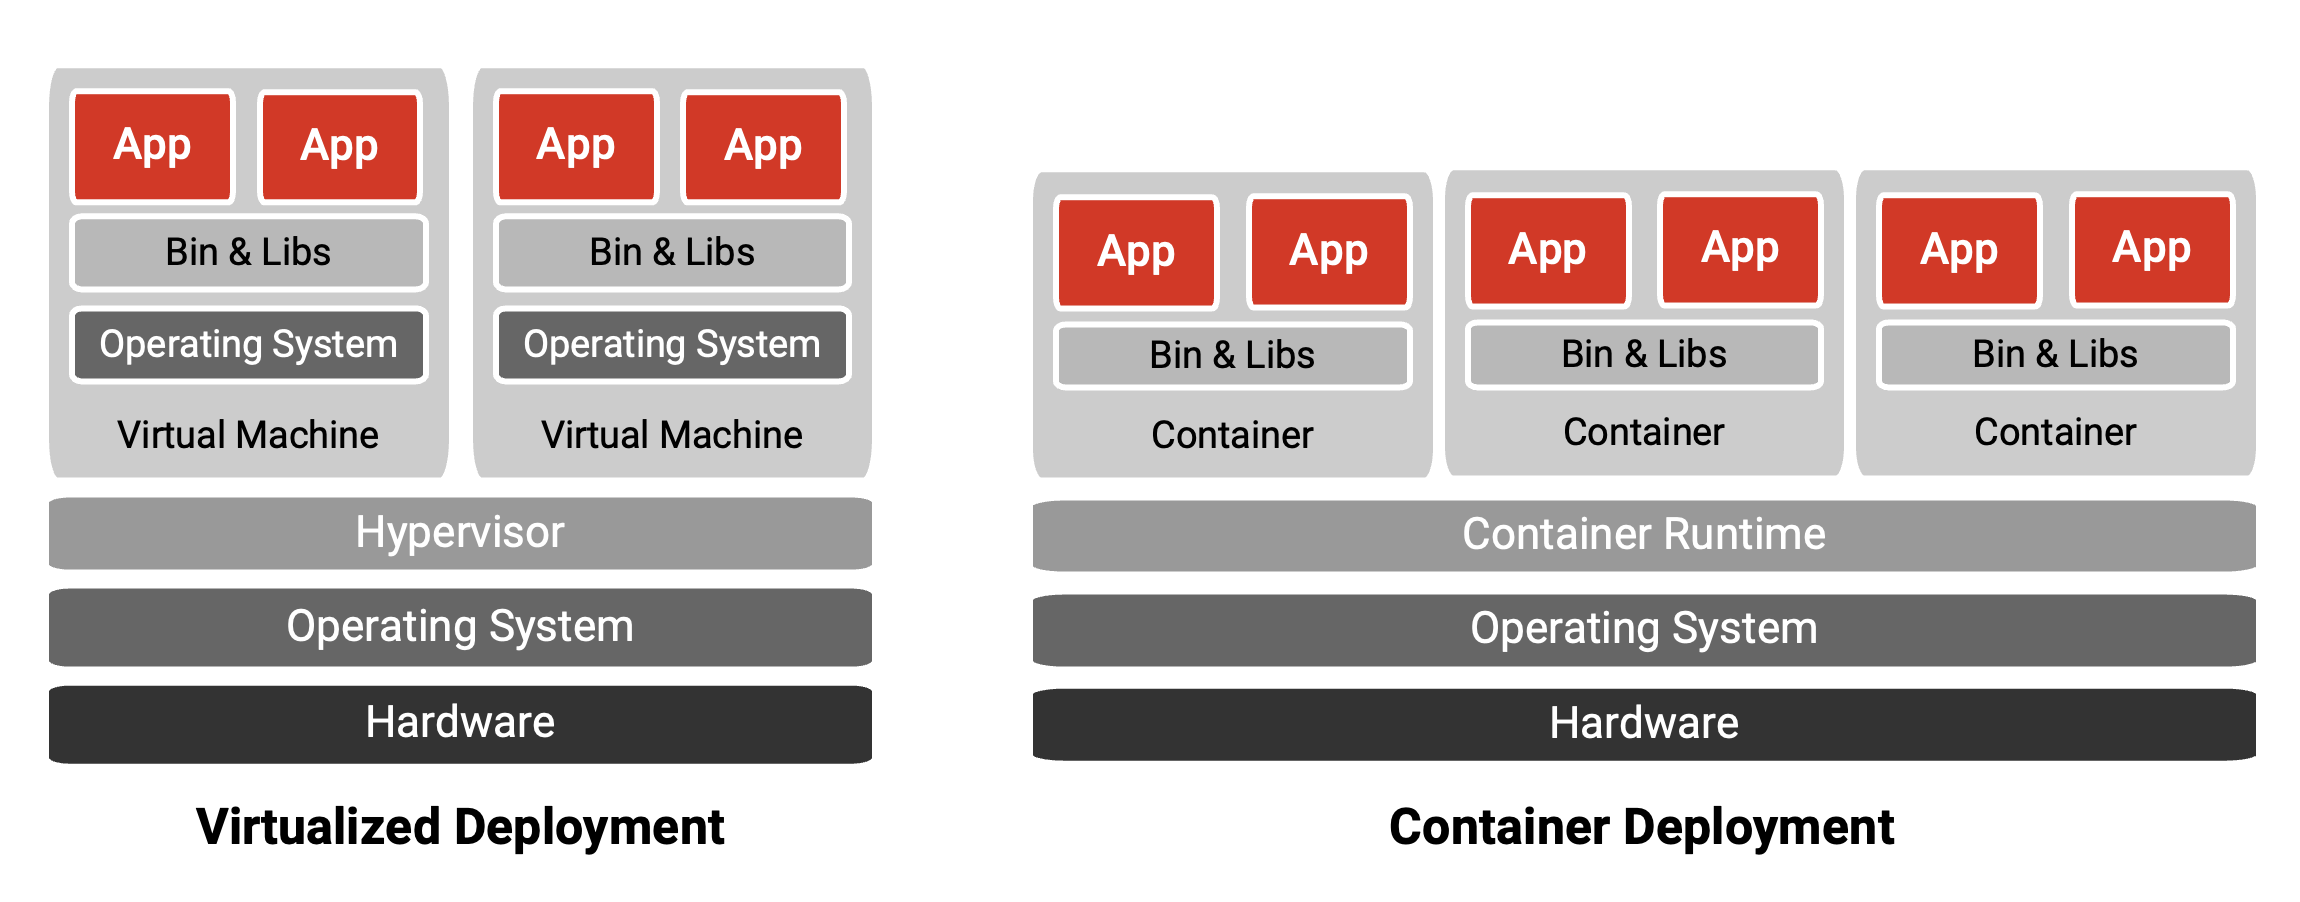 App App
Bin & Libs
Operating System
Virtual Machine
App App
Bin & Libs
Operating System
Virtual Machine
Hypervisor
Operating System
Hardware
Virtualized Deployment
App App
Bin & Libs
Container
App App
Bin & Libs
Container
App App
Bin & Libs
Container
Container Runtime
Operating System
Hardware
Container Deployment